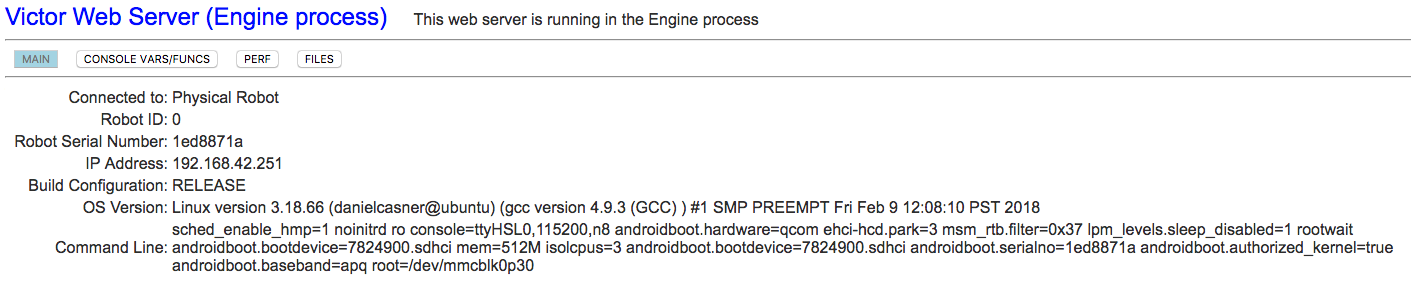 Victor Web Server (Engine process) This web server is running in the Engine process
MAIN CONSOLE VARS/FUNCS PERF FILES
Connected to: Physical Robot
Robot ID: 0
Robot Serial Number: 1ed8871a
IP Address: 192.168.42.251
Build Configuration: RELEASE
OS Version: Linux version 3.18.66 (danielcasner@ubuntu) (gcc version 4.9.3 (GCC) ) #1 SMP PREEMPT Fri Feb 9 12:08:10 PST 2018
sched_enable_hmp=1 noinitrd ro console=ttyHSL0,115200,n8 androidboot.hardware=qcom ehci-hcd.park=3 msm_rtb.filter=0x37 lpm_levels.sleep_disabled=1 rootwait
Command Line: androidboot.bootdevice=7824900.sdhci mem=512M isolcpus=3 androidboot.bootdevice=7824900.sdhci androidboot.serialno=1ed8871a androidboot.authorized_kernel=true
androidboot.baseband=apq root=/dev/mmcblk0p30